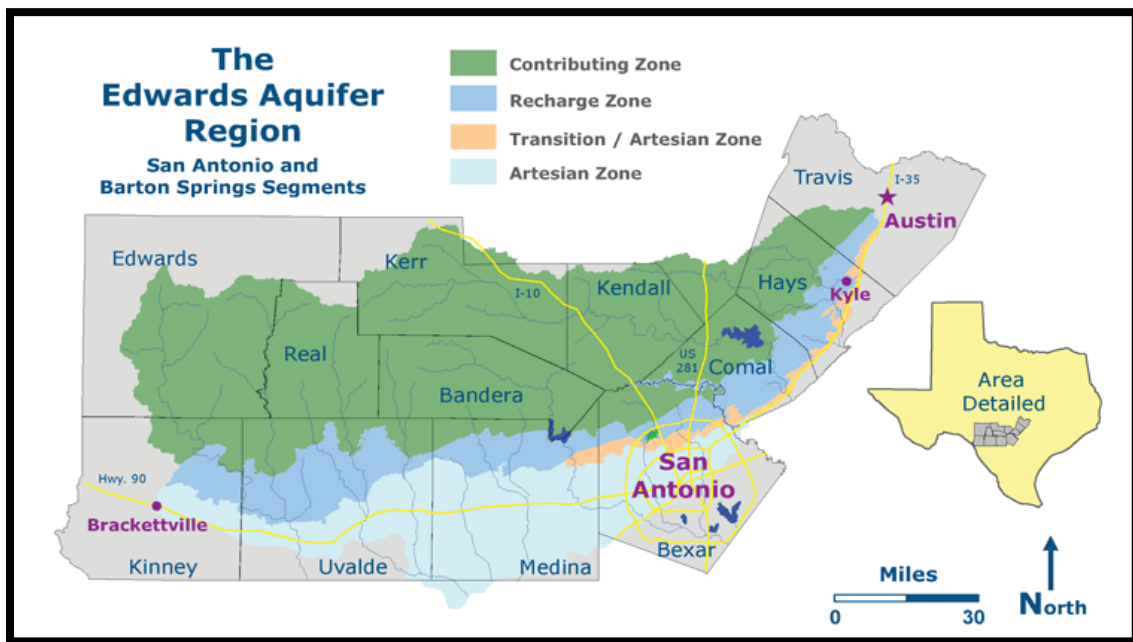 The
Edwards Aquifer
Region
San Antonio and
Barton Springs Segments
Contributing Zone
Recharge Zone
Transition / Artesian Zone
Artesian Zone
Travis
I-35
Austin
Edwards
Kerr
I-10
Kendall
Hays
Kyle
Real
US
281
Comal
Bandera
Area
Detailed
Hwy. 90
San
Antonio
Brackettville
Kinney
Uvalde
Medina
Bexar
Miles
0 30
North